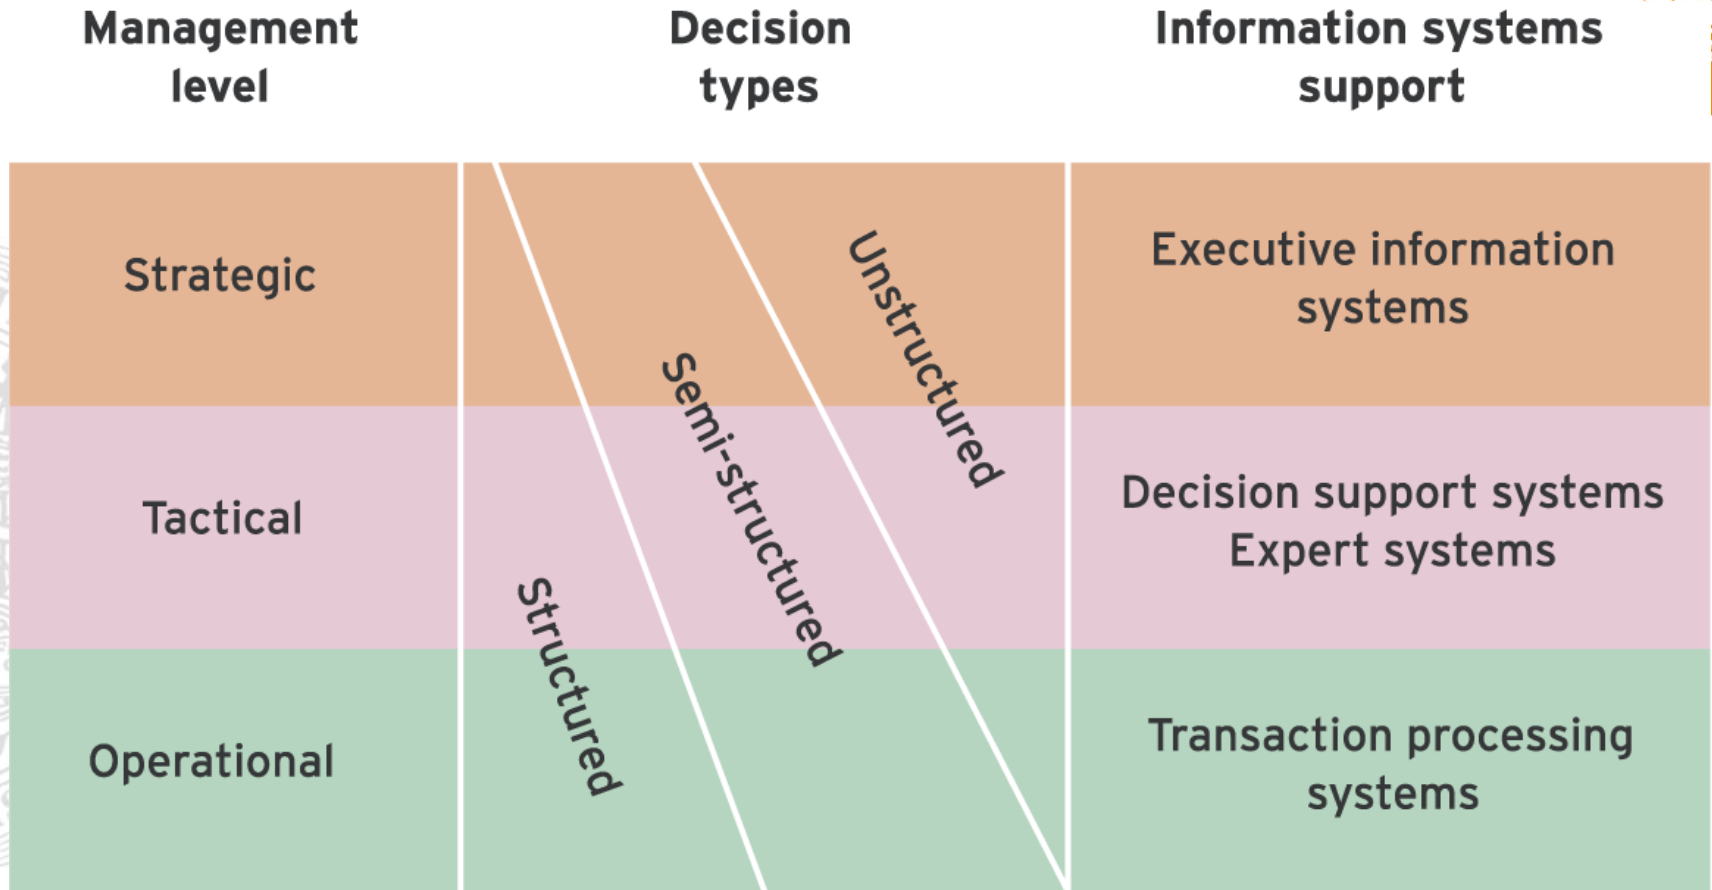 Management
level
Decision
types
Information systems
support
Strategic
Structured
Semi-structured
Unstructured
Executive information
systems
Tactical
Decision support systems
Expert systems
Operational
Transaction processing
systems